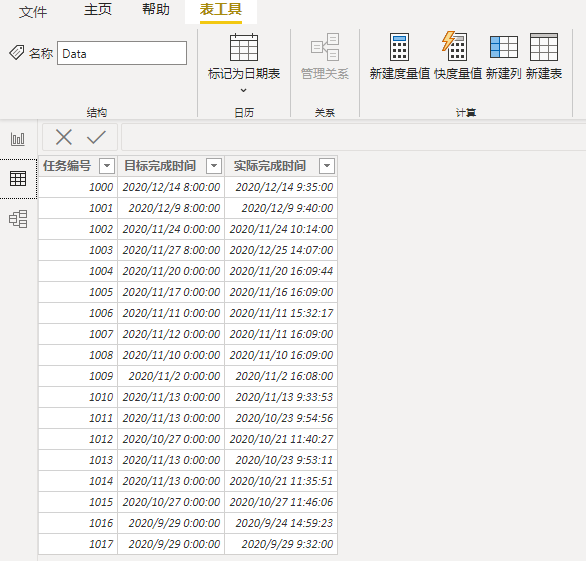 文件 主页 帮助 表工具
名称 Data
标记为日期表 管理关系 新建度量值 快度量值 新建列 新建表
结构 日历 关系 计算
任务编号 目标完成时间 实际完成时间
1000 2020/12/14 8:00:00 2020/12/14 9:35:00
1001 2020/12/9 8:00:00 2020/12/9 9:40:00
1002 2020/11/24 0:00:00 2020/11/24 10:14:00
1003 2020/11/27 8:00:00 2020/12/25 14:07:00
1004 2020/11/20 0:00:00 2020/11/20 16:09:44
1005 2020/11/17 0:00:00 2020/11/16 16:09:00
1006 2020/11/11 0:00:00 2020/11/11 15:32:17
1007 2020/11/12 0:00:00 2020/11/11 16:09:00
1008 2020/11/10 0:00:00 2020/11/10 16:09:00
1009 2020/11/2 0:00:00 2020/11/2 16:08:00
1010 2020/11/13 0:00:00 2020/11/13 9:33:53
1011 2020/11/13 0:00:00 2020/10/23 9:54:56
1012 2020/10/27 0:00:00 2020/10/21 11:40:27
1013 2020/11/13 0:00:00 2020/10/23 9:53:11
1014 2020/11/13 0:00:00 2020/10/21 11:35:51
1015 2020/10/27 0:00:00 2020/10/27 11:46:06
1016 2020/9/29 0:00:00 2020/9/24 14:59:23
1017 2020/9/29 0:00:00 2020/9/29 9:32:00